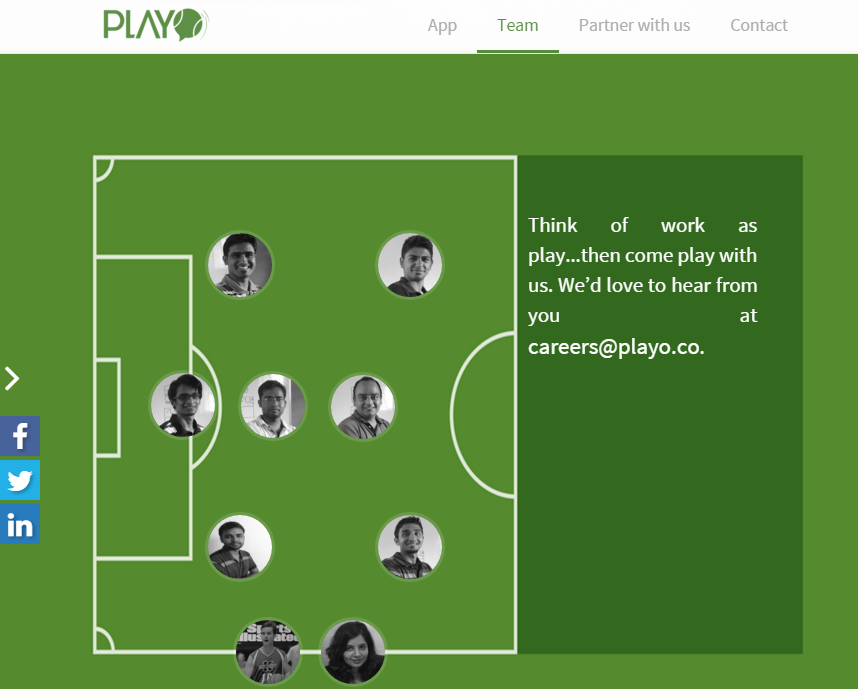 PLAYO
App Team Partner with us Contact
Think of work as
play...then come play with
us. We’d love to hear from
you at
careers@playo.co.